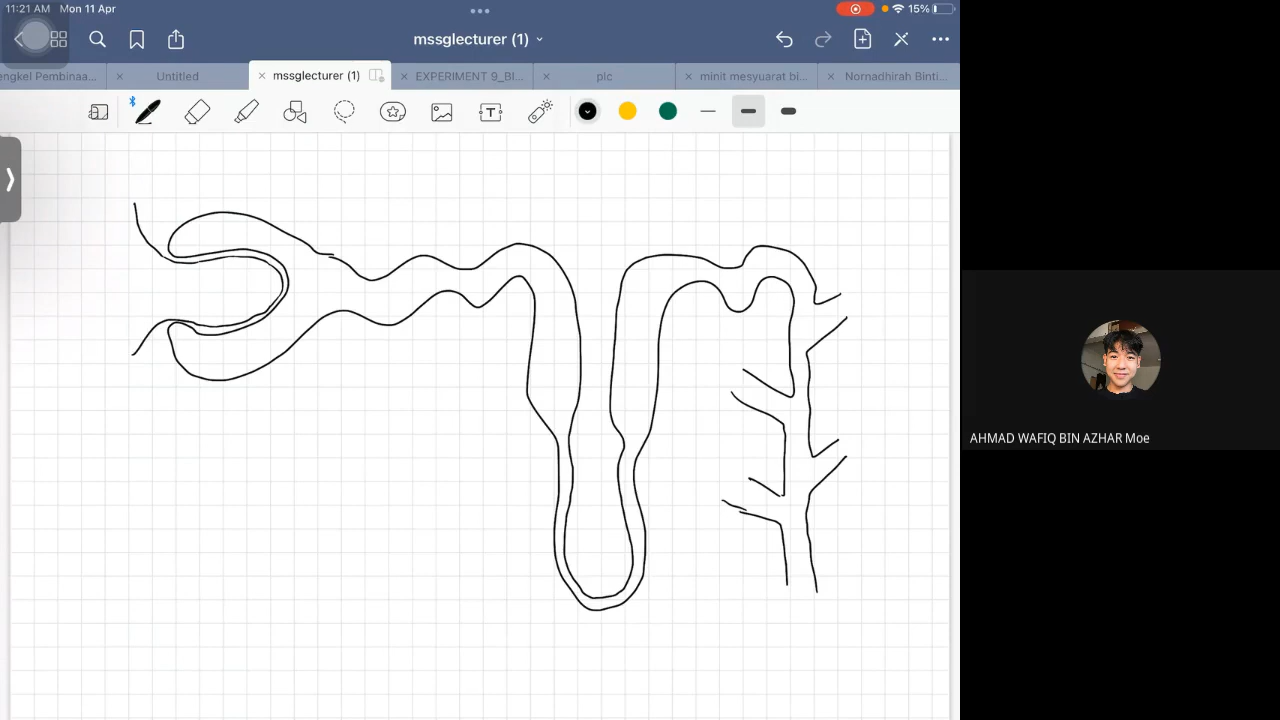 11:21 AM Mon 11 Apr
15%
mssglecturer (1)
engkel Pembinaa...
Untitled
mssglecturer (1)
EXPERIMENT 9_BI...
plc
minit mesyuarat bi...
Nornadhirah Binti...
T
AHMAD WAFIQ BIN AZHAR Moe